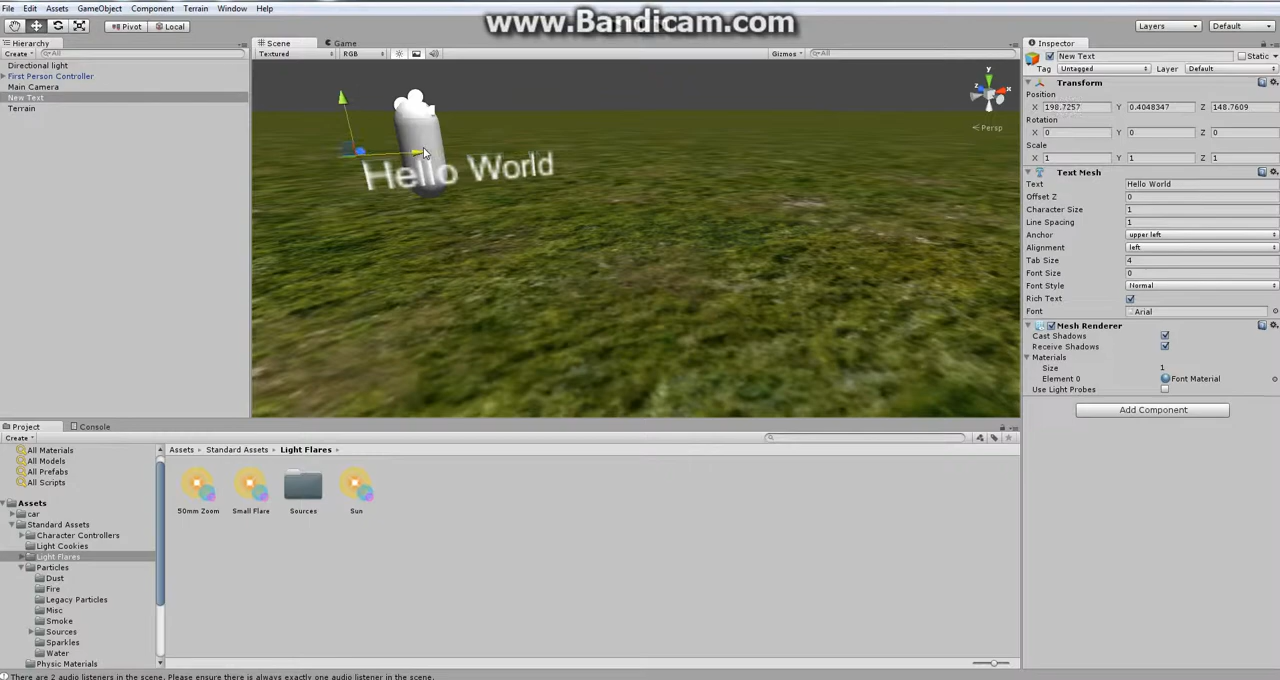 www.Bandicam.com
File Edit Assets GameObject Component Terrain Window Help
Pivot Local Layers Default
Hierarchy
Create All
Directional light
First Person Controller
Main Camera
New Text
Terrain
Scene Game
Textured RGB Gizmos All
y
x
z
Persp
Hello World
Inspector
New Text Static
Tag Untagged Layer Default
Transform
Position
X 198.7257 Y 0.4048347 Z 148.7609
Rotation
X 0 Y 0 Z 0
Scale
X 1 Y 1 Z 1
Text Mesh
Text Hello World
Offset Z 0
Character Size 1
Line Spacing 1
Anchor upper left
Alignment left
Tab Size 4
Font Size 0
Font Style Normal
Rich Text
Font Arial
Mesh Renderer
Cast Shadows
Receive Shadows
Materials
Size 1
Element 0 Font Material
Use Light Probes
Add Component
Project Console
Create
All Materials
All Models
All Prefabs
All Scripts
Assets
car
Standard Assets
Character Controllers
Light Cookies
Light Flares
Particles
Dust
Fire
Legacy Particles
Misc
Smoke
Sources
Sparkles
Water
Physic Materials
Assets Standard Assets Light Flares
50mm Zoom Small Flare Sources Sun
There are 2 audio listeners in the scene. Please ensure there is always exactly one audio listener in the scene.